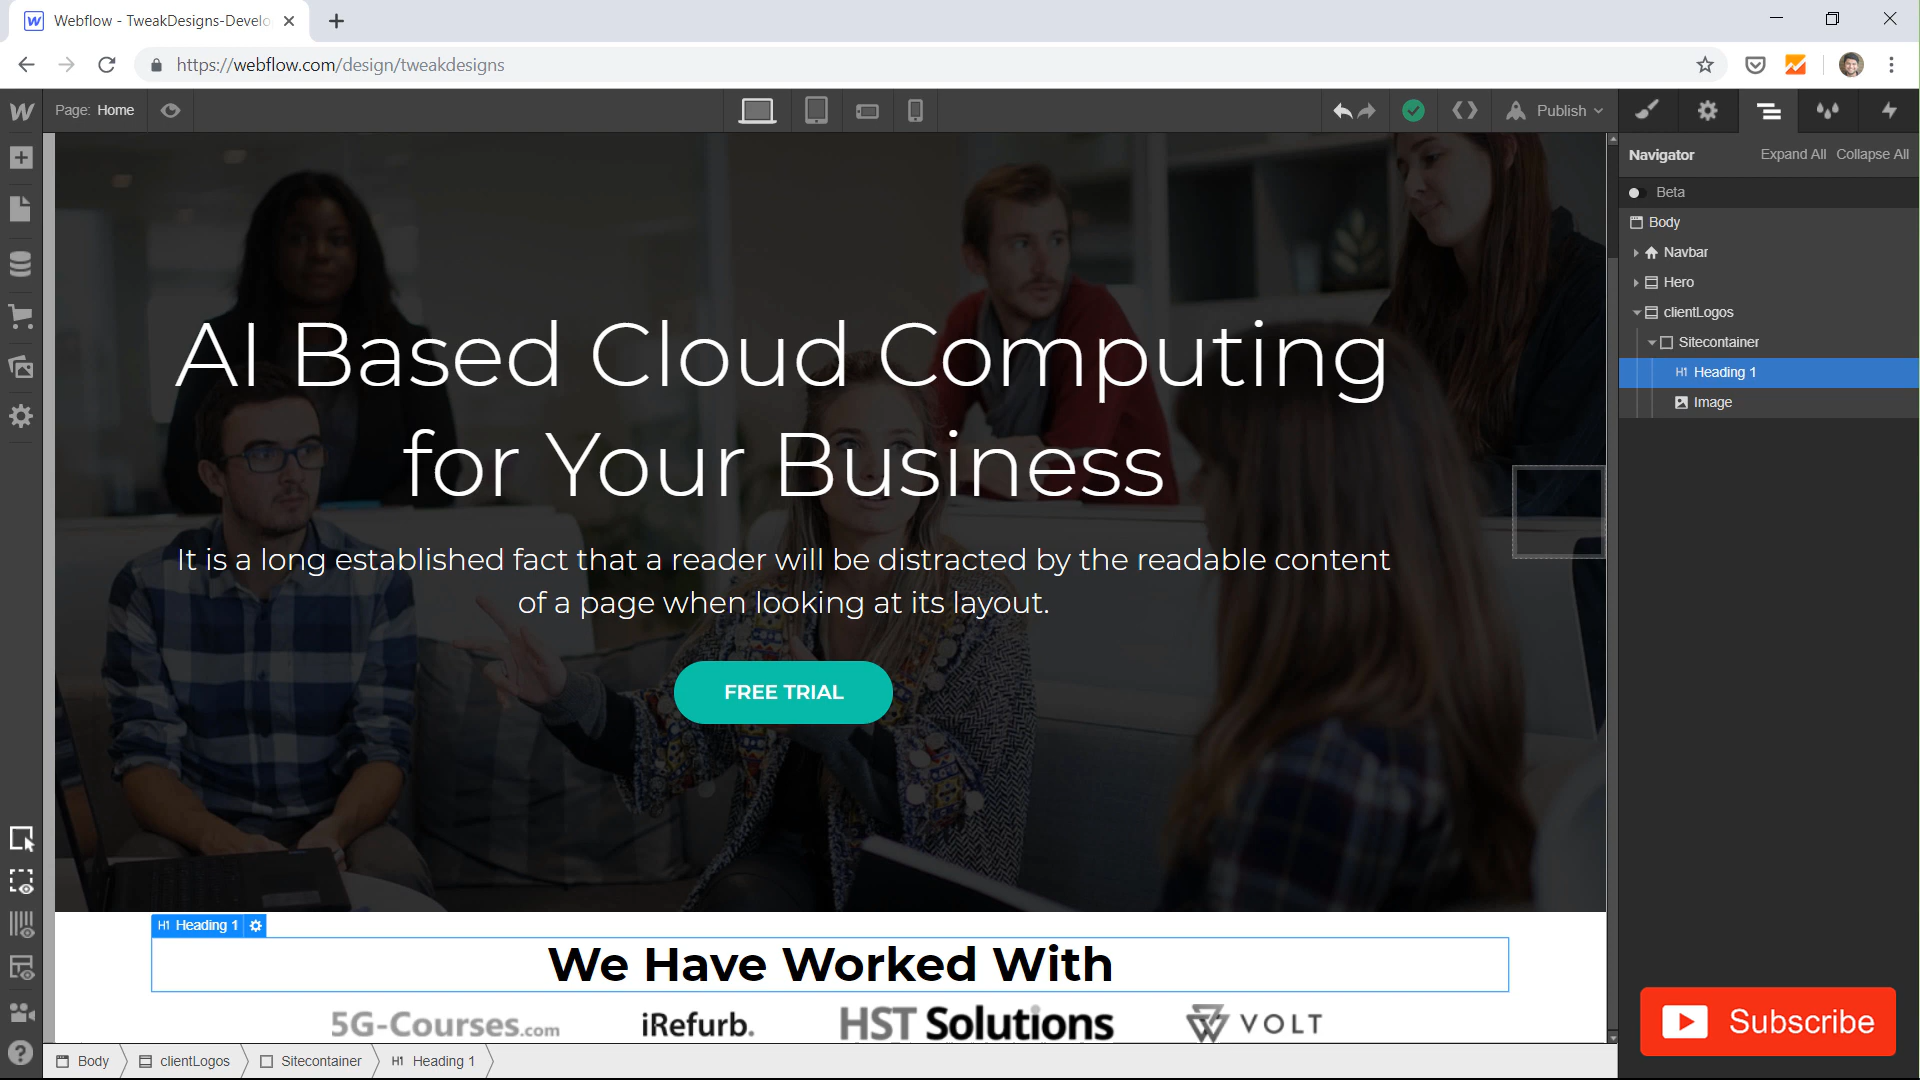 Webflow - TweakDesigns-Develo
https://webflow.com/design/tweakdesigns
Page: Home
Publish
Navigator
Expand All
Collapse All
Beta
Body
Navbar
Hero
clientLogos
Sitecontainer
H1 Heading 1
Image
AI Based Cloud Computing
for Your Business
It is a long established fact that a reader will be distracted by the readable content
of a page when looking at its layout.
FREE TRIAL
H1 Heading 1
We Have Worked With
5G-Courses.com
iRefurb.
HST Solutions
VOLT
Subscribe
Body
clientLogos
Sitecontainer
H1 Heading 1